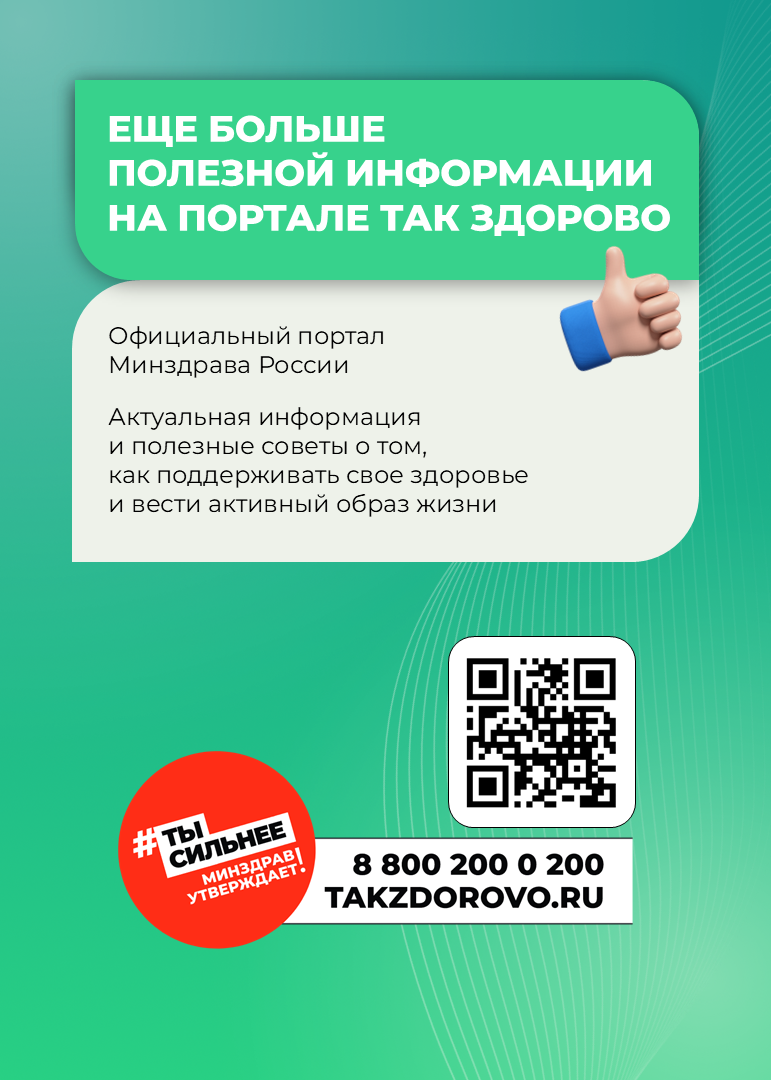 ЕЩЕ БОЛЬШЕ
ПОЛЕЗНОЙ ИНФОРМАЦИИ
НА ПОРТАЛЕ ТАК ЗДОРОВО
Официальный портал
Минздрава России
Актуальная информация
и полезные советы о том,
как поддерживать свое здоровье
и вести активный образ жизни
#ТЫ
СИЛЬНЕЕ
МИНЗДРАВ
УТВЕРЖДАЕТ!
8 800 200 0 200
TAKZDOROVO.RU